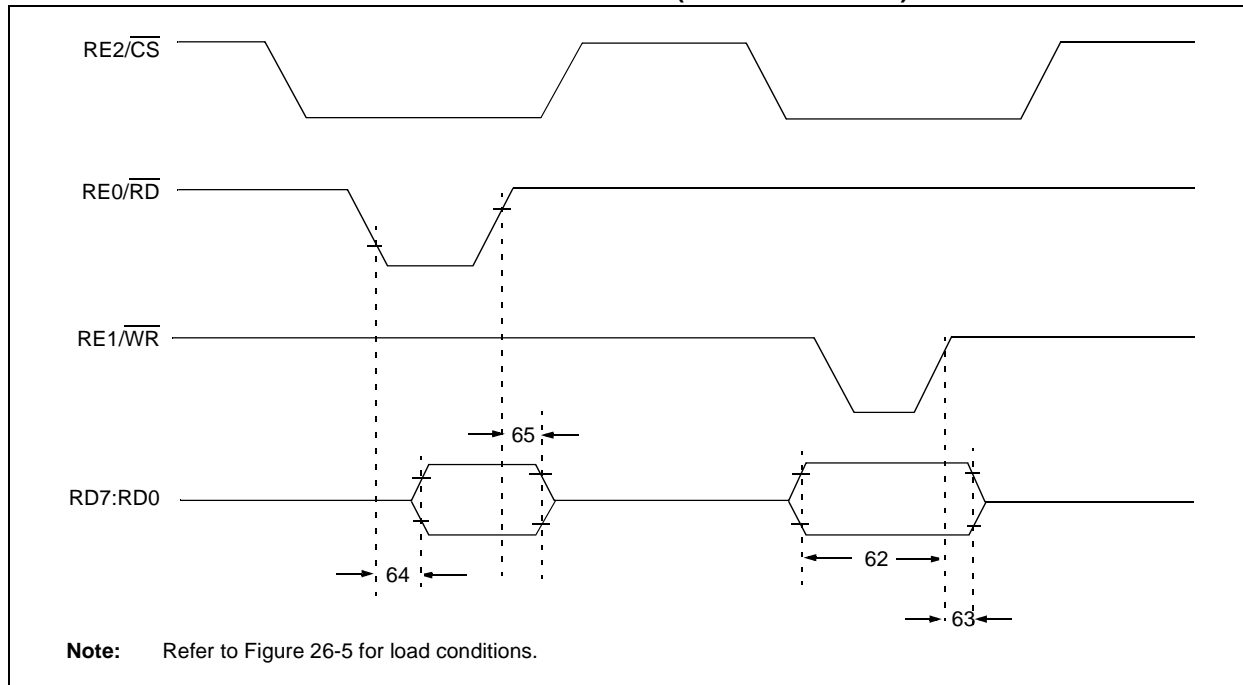 RE2/CS
RE0/RD
RE1/WR
65
RD7:RD0
62
64
63
Note: Refer to Figure 26-5 for load conditions.